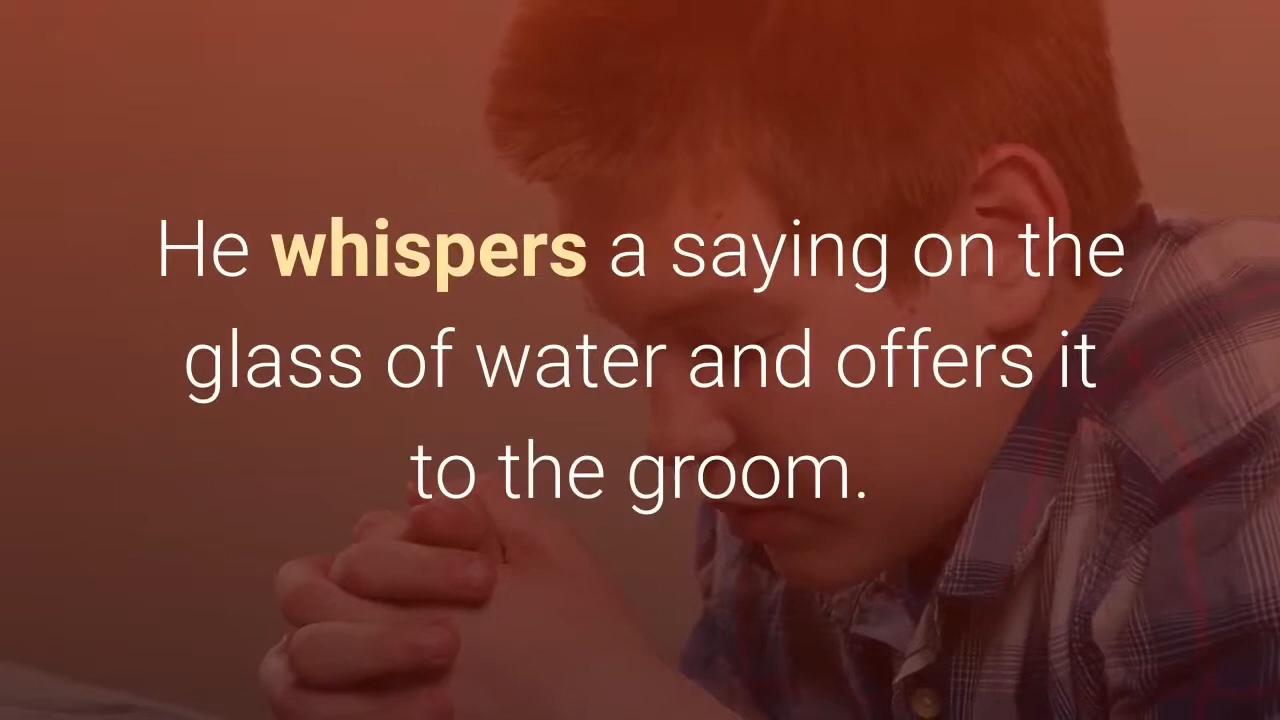 He whispers a saying on the
glass of water and offers it
to the groom.